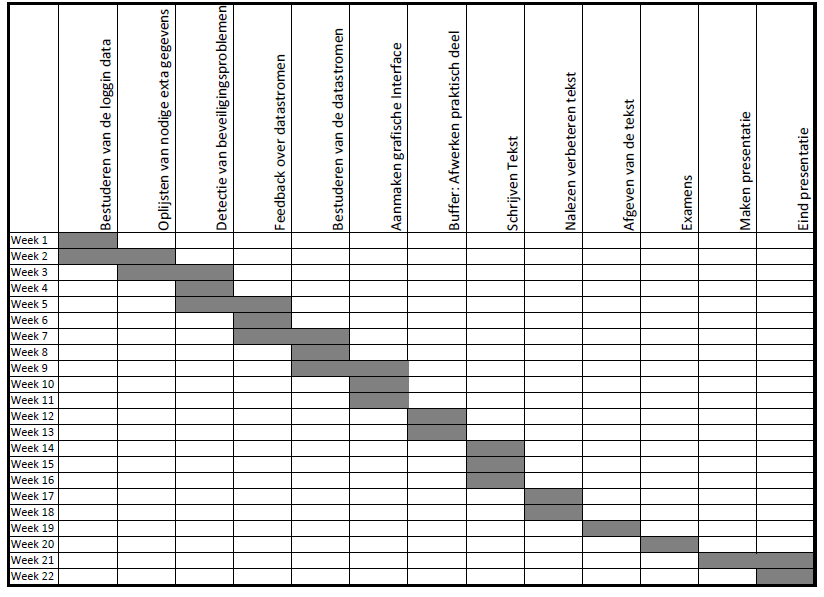 Bestuderen van de loggin data
Oplijsten van nodige exta gegevens
Detectie van beveiligingsproblemen
Feedback over datastromen
Bestuderen van de datastromen
Aanmaken grafische Interface
Buffer: Afwerken praktisch deel
Schrijven Tekst
Nalezen verbeteren tekst
Afgeven van de tekst
Examens
Maken presentatie
Eind presentatie
Week 1
Week 2
Week 3
Week 4
Week 5
Week 6
Week 7
Week 8
Week 9
Week 10
Week 11
Week 12
Week 13
Week 14
Week 15
Week 16
Week 17
Week 18
Week 19
Week 20
Week 21
Week 22